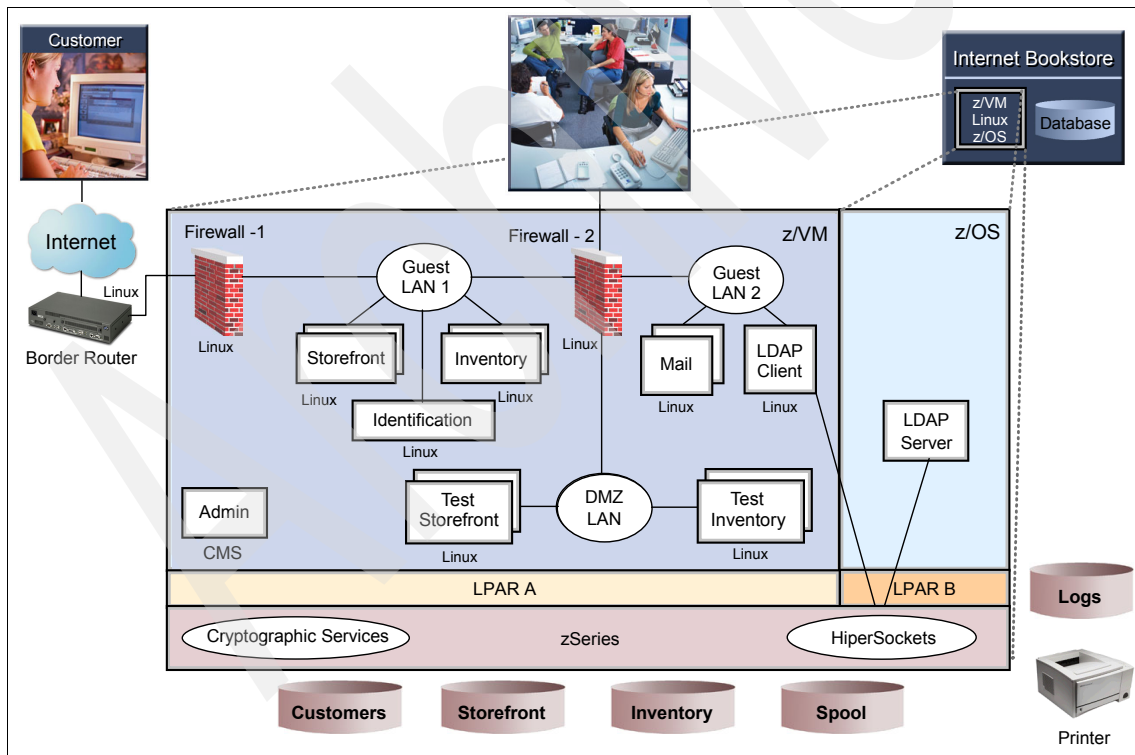 Customer
Internet Bookstore
z/VM
Linux
z/OS
Database
Internet
Linux
Border Router
Firewall -1
Linux
Guest
LAN 1
Firewall - 2
Linux
Guest
LAN 2
z/VM
z/OS
Storefront
Linux
Inventory
Linux
Identification
Linux
Mail
Linux
LDAP
Client
Linux
LDAP
Server
Admin
CMS
Test
Storefront
Linux
DMZ
LAN
Test
Inventory
Linux
LPAR A
LPAR B
Cryptographic Services
zSeries
HiperSockets
Logs
Customers
Storefront
Inventory
Spool
Printer